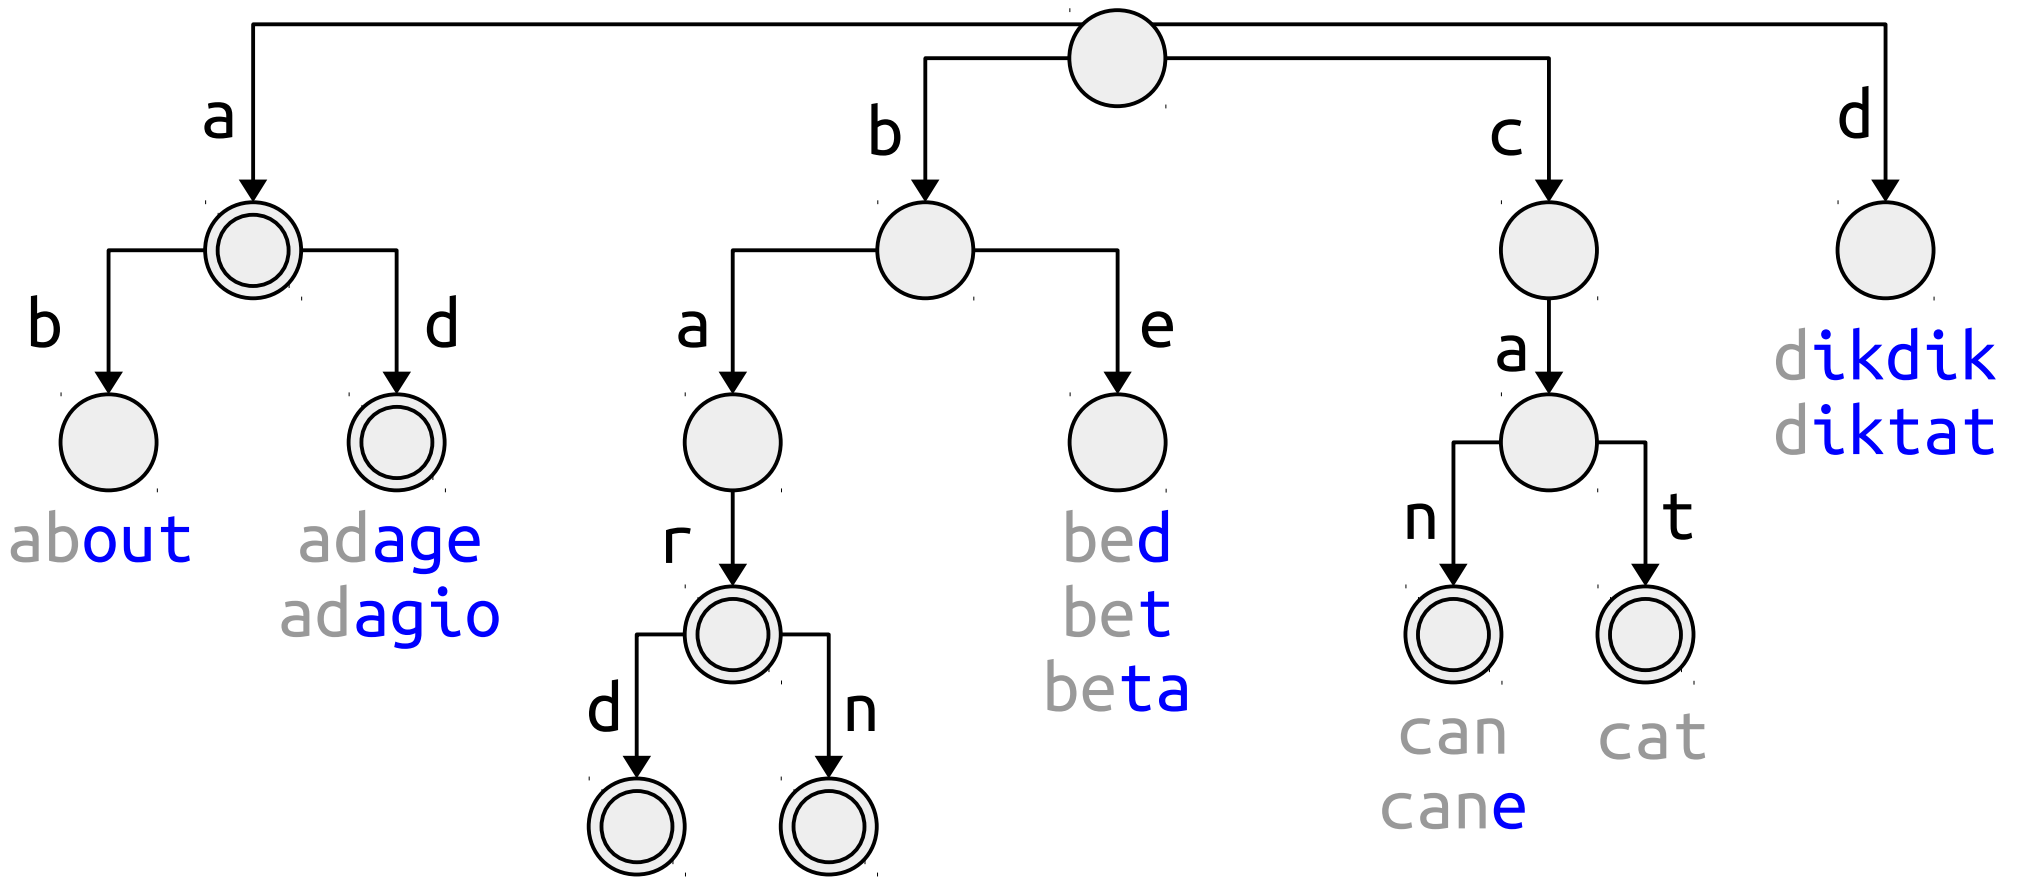 a
b
c
d
b
d
a
e
a
dikdik
diktat
about
adage
adagio
r
bed
bet
beta
n
t
d
n
can
cat
cane